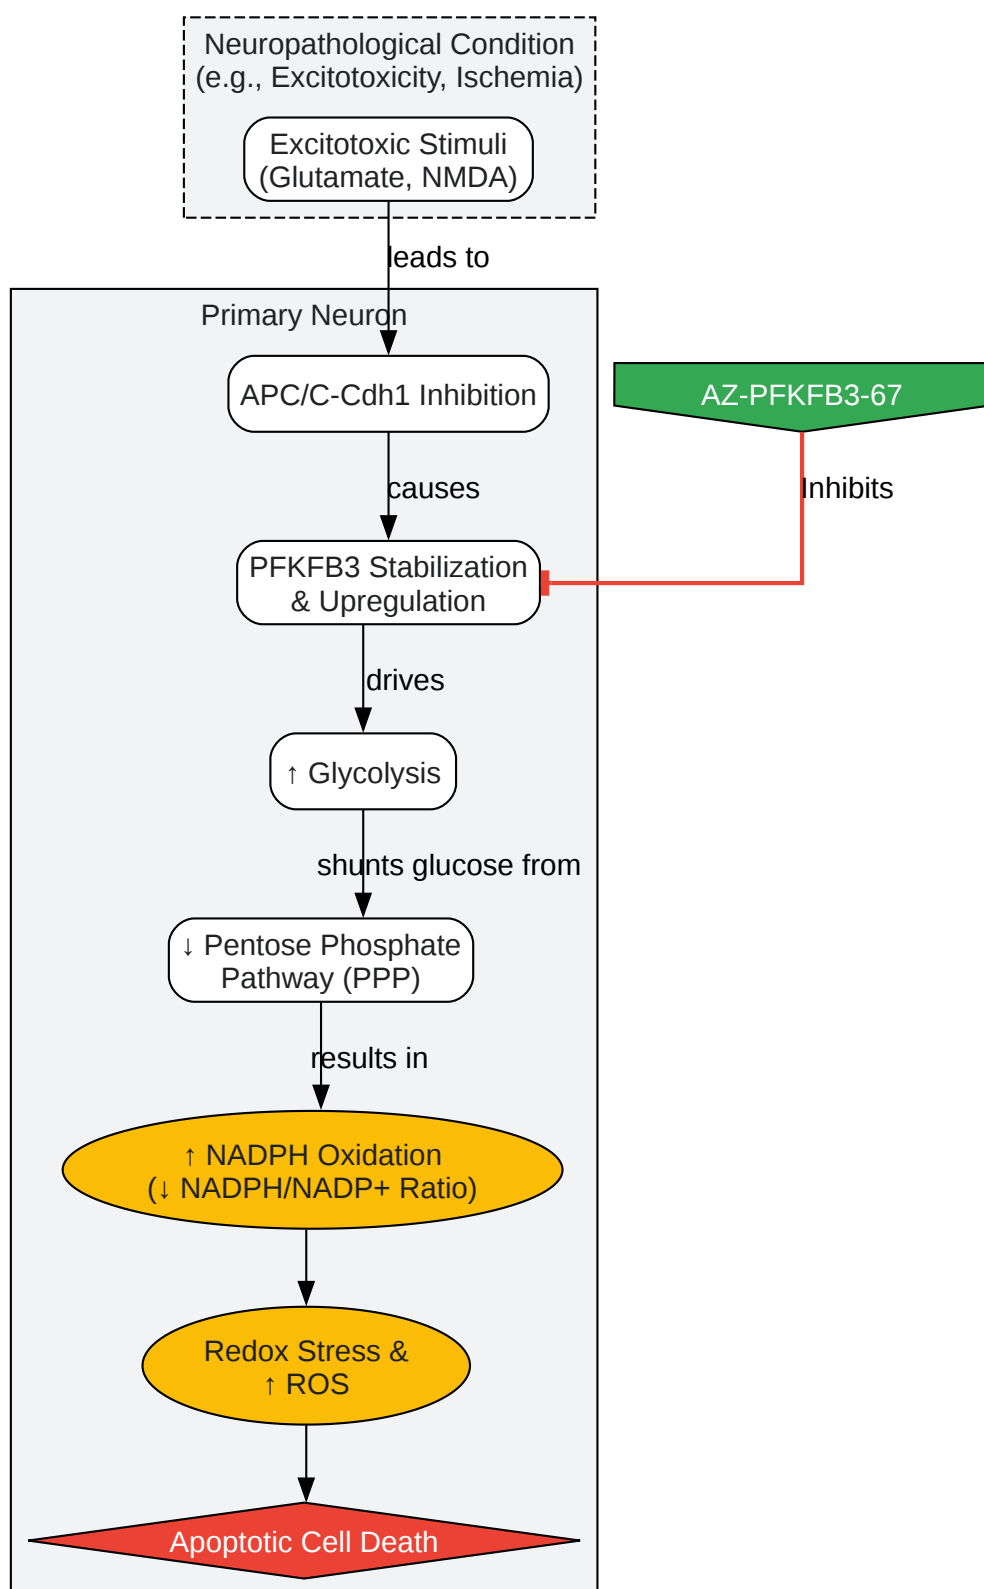 Neuropathological Condition
(e.g., Excitotoxicity, Ischemia)
Excitotoxic Stimuli
(Glutamate, NMDA)
leads to
Primary Neuron
APC/C-Cdh1 Inhibition
AZ-PFKFB3-67
causes
Inhibits
PFKFB3 Stabilization
& Upregulation
drives
↑ Glycolysis
shunts glucose from
↓ Pentose Phosphate
Pathway (PPP)
results in
↑ NADPH Oxidation
(↓ NADPH/NADP+ Ratio)
Redox Stress &
↑ ROS
Apoptotic Cell Death